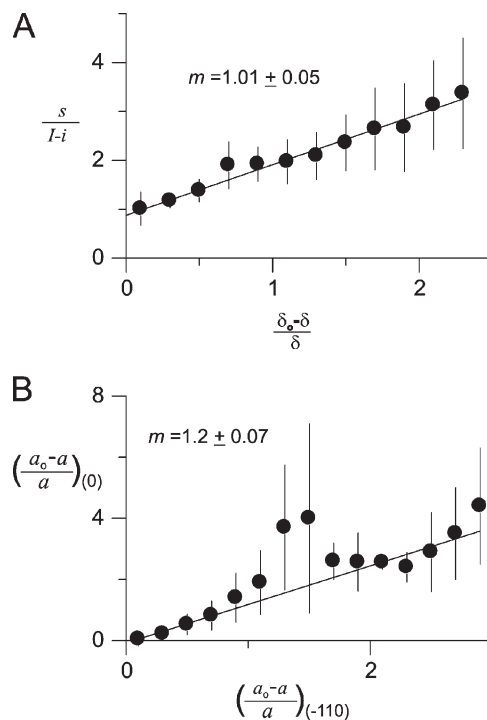 A
4
m =1.01 ± 0.05
s
I-i
2
0
0
1
2
δo-δ
δ
B
8
m =1.2 ± 0.07
(ao-a
a)(0)
4
0
0
2
(ao-a
a)(-110)